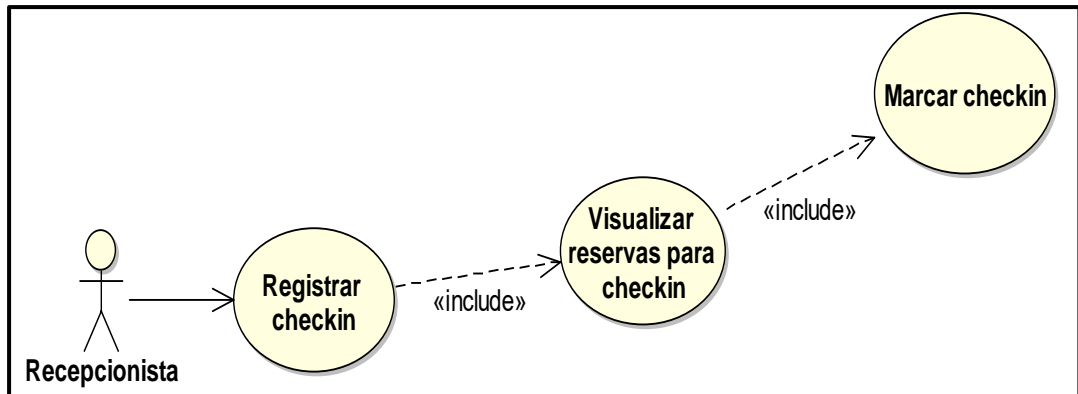 Marcar checkin
«include»
Visualizar
reservas para
checkin
«include»
Registrar
checkin
Recepcionista